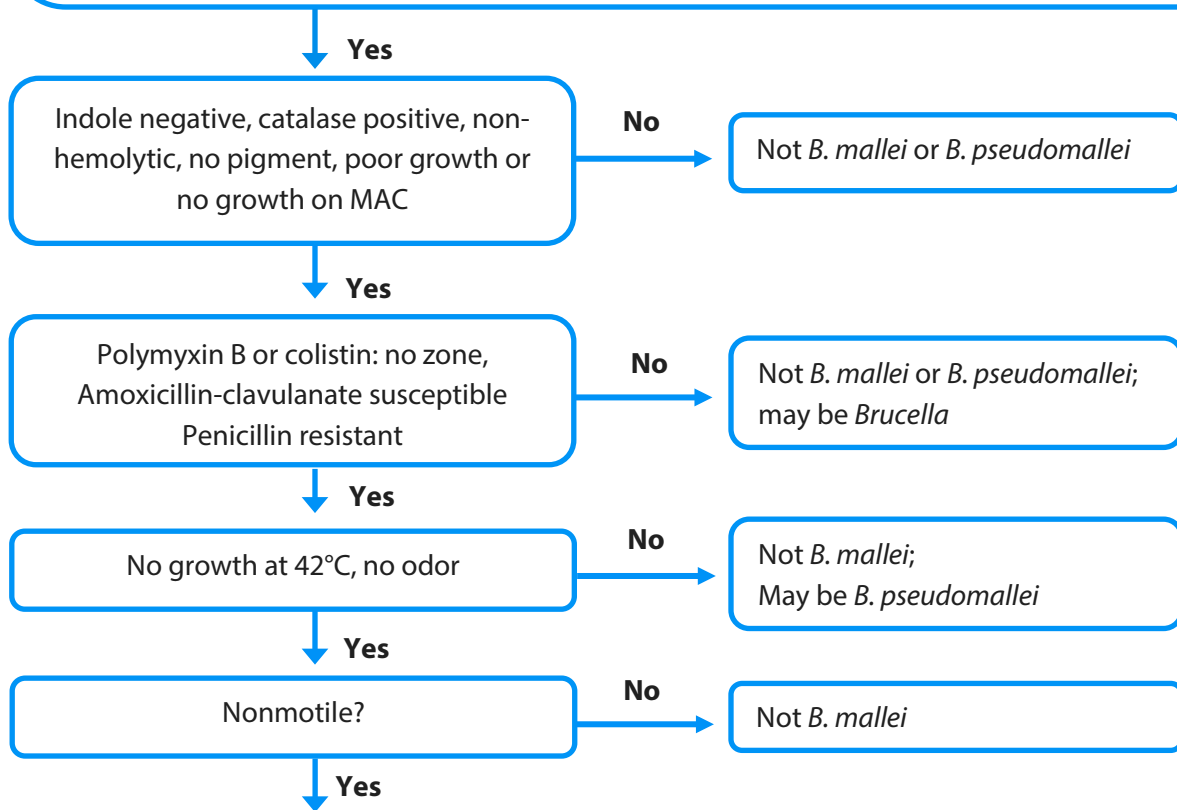 Yes
Indole negative, catalase positive, non-
hemolytic, no pigment, poor growth or
no growth on MAC
No
Not B. mallei or B. pseudomallei
Yes
Polymyxin B or colistin: no zone,
Amoxicillin-clavulanate susceptible
Penicillin resistant
No
Not B. mallei or B. pseudomallei;
may be Brucella
Yes
No growth at 42°C, no odor
No
Not B. mallei;
May be B. pseudomallei
Yes
Nonmotile?
No
Not B. mallei
Yes